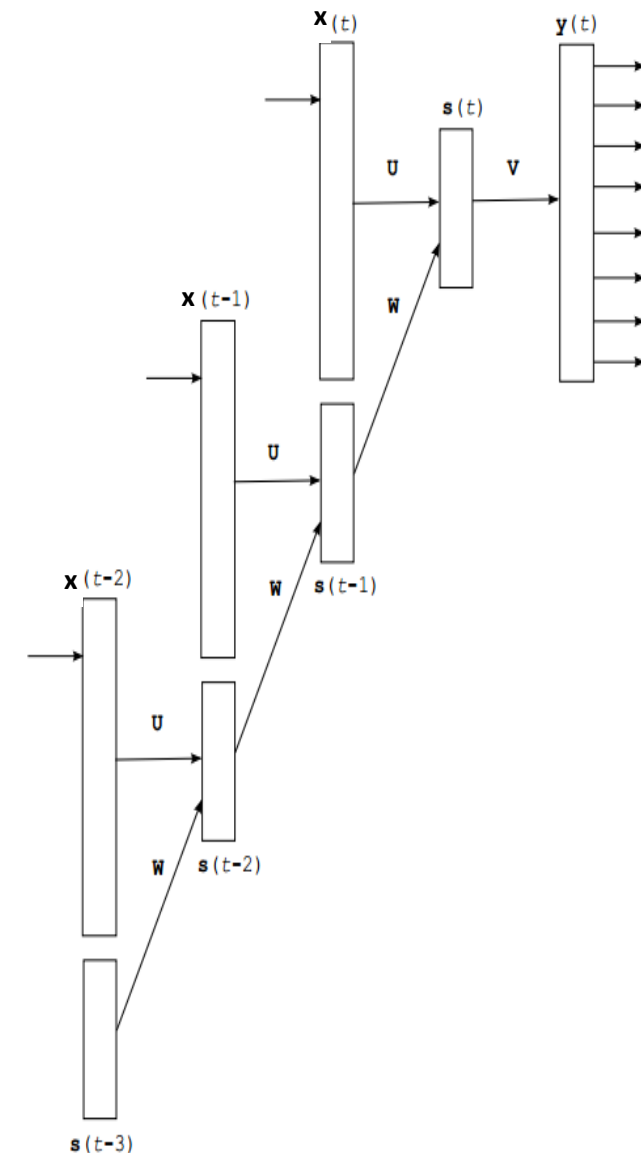 x(t)
y(t)
s(t)
U
V
x(t-1)
W
U
x(t-2)
W
s(t-1)
U
W
s(t-2)
s(t-3)